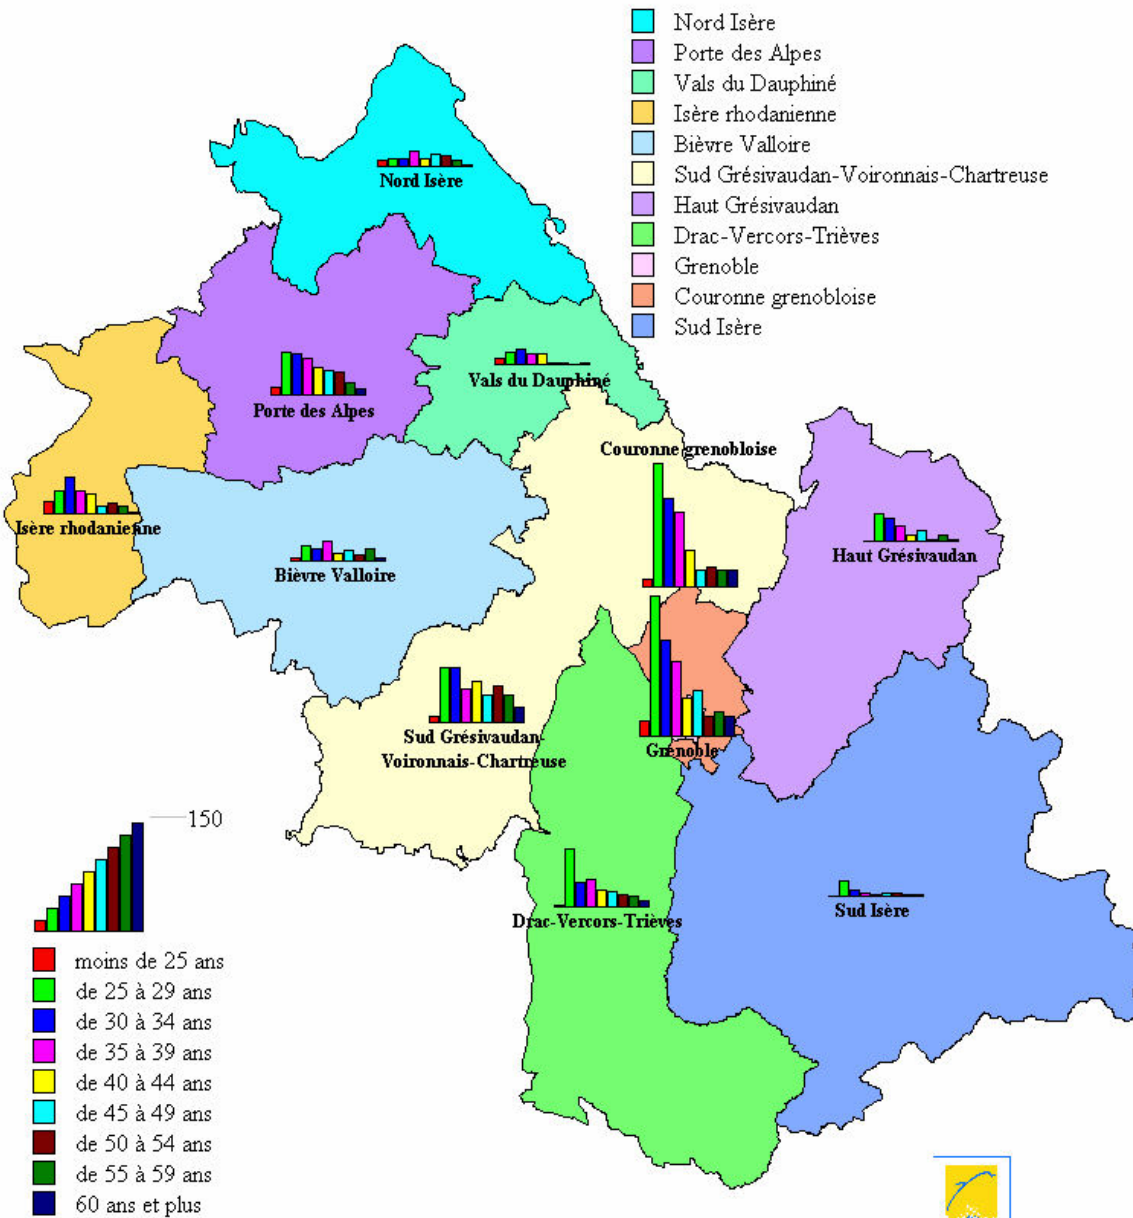 Nord Isère
Porte des Alpes
Vals du Dauphiné
Isère rhodanienne
Bièvre Valloire
Sud Grésivaudan-Voironnais-Chartreuse
Haut Grésivaudan
Drac-Vercors-Trièves
Grenoble
Couronne grenobloise
Sud Isère
Nord Isère
Vals du Dauphiné
Porte des Alpes
Couronne grenobloise
Isère rhodanienne
Haut Grésivaudan
Bièvre Valloire
Sud Grésivaudan-
Voironnais-Chartreuse
Grenoble
Drac-Vercors-Trièves
Sud Isère
150
moins de 25 ans
de 25 à 29 ans
de 30 à 34 ans
de 35 à 39 ans
de 40 à 44 ans
de 45 à 49 ans
de 50 à 54 ans
de 55 à 59 ans
60 ans et plus